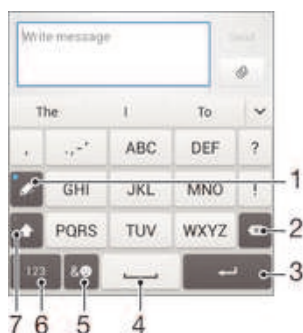 Write message
Send
The I To
, .,-' ABC DEF ?
GHI JKL MNO ! 1
PQRS TUV WXYZ 2
123 & 3
7 6 5 4